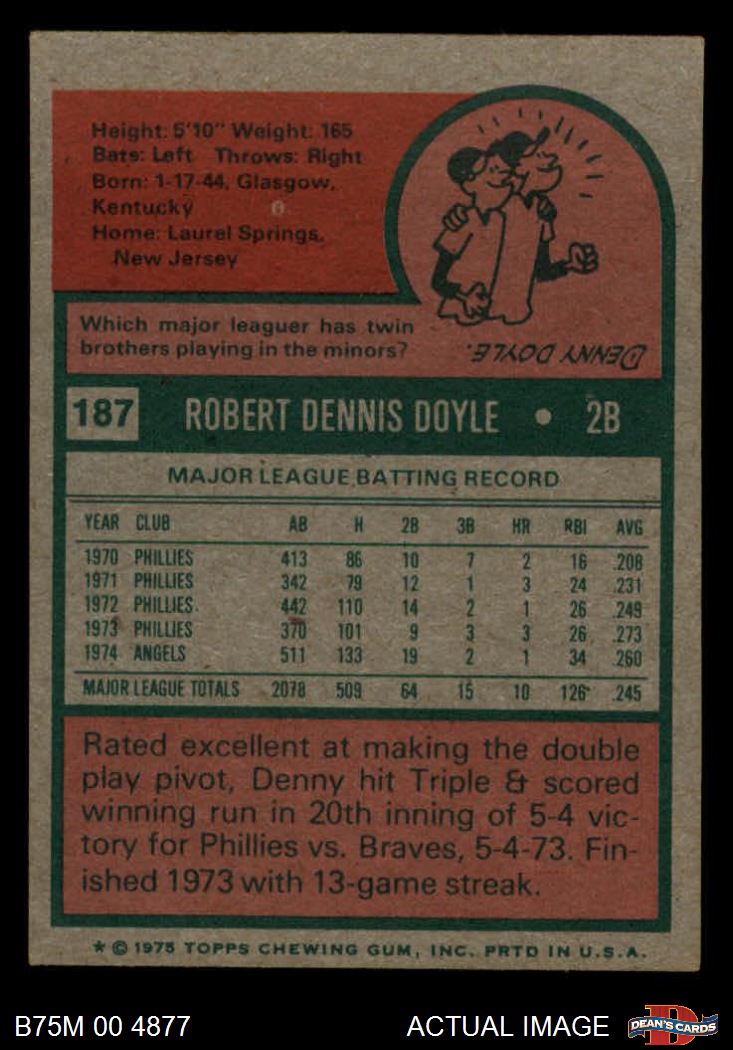 Height: 5'10" Weight: 165
Bats: Left Throws: Right
Born: 1-17-44, Glasgow,
Kentucky
Home: Laurel Springs,
New Jersey
Which major leaguer has twin
brothers playing in the minors?
DENNY DOYLE.
187 ROBERT DENNIS DOYLE • 2B
MAJOR LEAGUE BATTING RECORD
YEAR CLUB AB H 2B 3B HR RBI AVG
1970 PHILLIES 413 86 10 7 2 16 .208
1971 PHILLIES 342 79 12 1 3 24 .231
1972 PHILLIES 442 110 14 2 1 26 .249
1973 PHILLIES 370 101 9 3 3 26 .273
1974 ANGELS 511 133 19 2 1 34 .260
MAJOR LEAGUE TOTALS 2078 509 64 15 10 126 .245
Rated excellent at making the double
play pivot, Denny hit Triple & scored
winning run in 20th inning of 5-4 vic-
tory for Phillies vs. Braves, 5-4-73. Fin-
ished 1973 with 13-game streak.
* © 1975 TOPPS CHEWING GUM, INC. PRTD IN U.S.A.
B75M 00 4877 ACTUAL IMAGE
DEAN'S CARDS